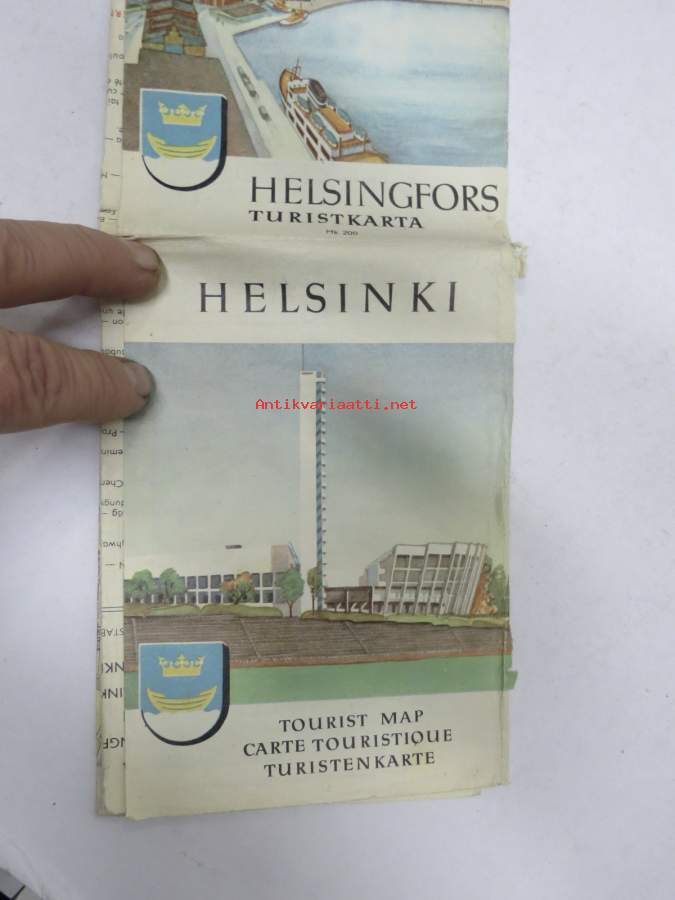 HELSINGFORS
TURISTKARTA
Mk. 200
HELSINKI
Antikvariaatti.net
TOURIST MAP
CARTE TOURISTIQUE
TURISTENKARTE